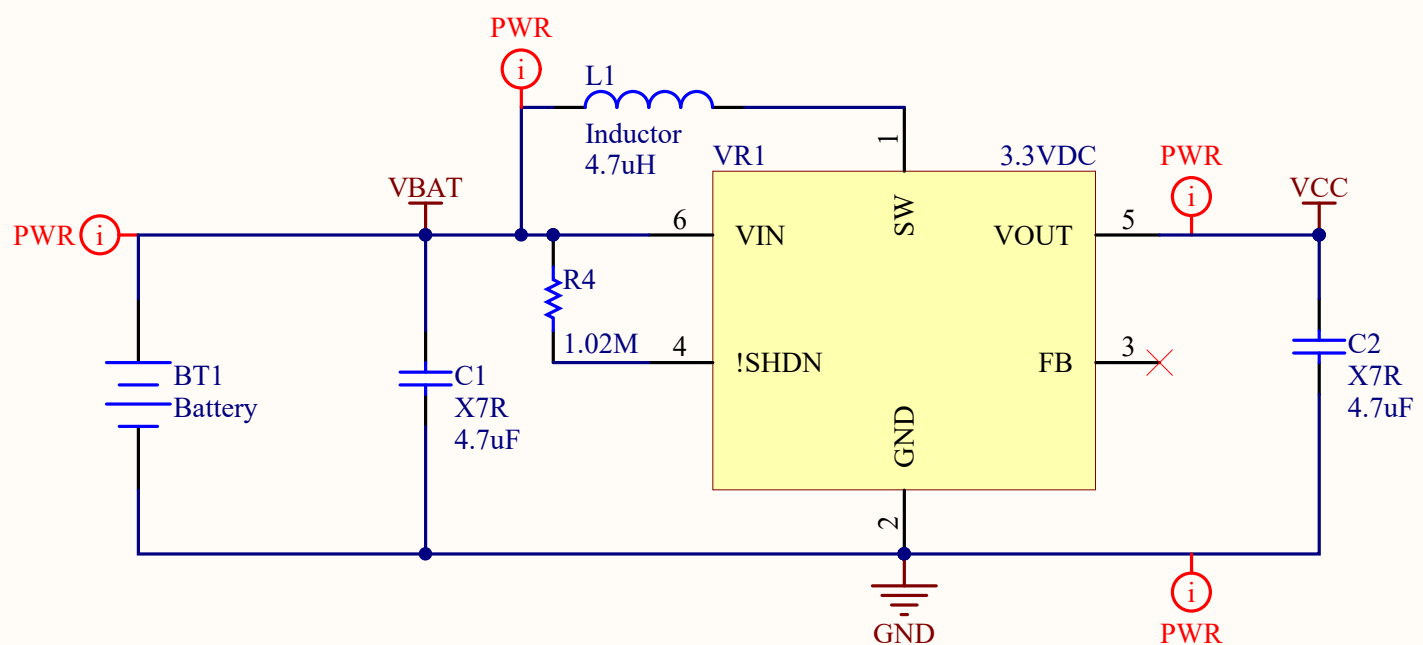 PWR
i
L1
Inductor
4.7uH
1
VR1
3.3VDC
PWR
i
VBAT
VCC
PWR
i
6
VIN
SW
VOUT
5
R4
1.02M
4
!SHDN
FB
3
BT1
Battery
C1
X7R
4.7uF
C2
X7R
4.7uF
GND
2
i
GND
PWR